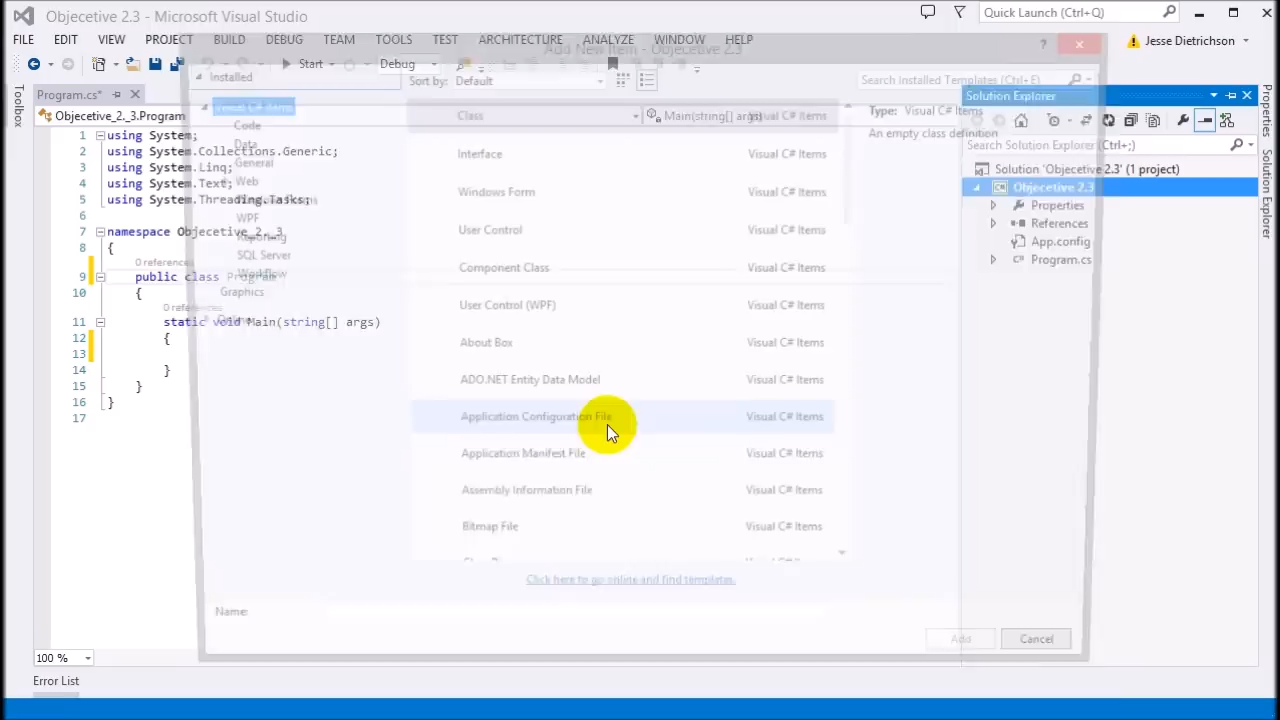 Objecetive 2.3 - Microsoft Visual Studio
Quick Launch (Ctrl+Q)
FILE EDIT VIEW PROJECT BUILD DEBUG TEAM TOOLS TEST ARCHITECTURE ANALYZE WINDOW HELP
Jesse Dietrichson
Add New Item - Objecetive 2.3
Start
Debug
Toolbox
Program.cs*
Objecetive_2._3.Program
Main(string[] args)
1 using System;
2 using System.Collections.Generic;
3 using System.Linq;
4 using System.Text;
5 using System.Threading.Tasks;
6
7 namespace Objecetive_2._3
8 {
0 references
9 public class Program
10 {
0 references
11 static void Main(string[] args)
12 {
13
14 }
15 }
16 }
17
100 %
Error List
Installed
Visual C# Items
Code
Data
General
Web
WPF
Reporting
SQL Server
Workflow
Graphics
Online
Sort by: Default
Search Installed Templates (Ctrl+E)
Class Visual C# Items
Interface Visual C# Items
Windows Form Visual C# Items
User Control Visual C# Items
Component Class Visual C# Items
User Control (WPF) Visual C# Items
About Box Visual C# Items
ADO.NET Entity Data Model Visual C# Items
Application Configuration File Visual C# Items
Application Manifest File Visual C# Items
Assembly Information File Visual C# Items
Bitmap File Visual C# Items
Type: Visual C# Items
An empty class definition
Click here to go online and find templates.
Name:
Add
Cancel
Solution Explorer
Search Solution Explorer (Ctrl+;)
Solution 'Objecetive 2.3' (1 project)
Objecetive 2.3
Properties
References
App.config
Program.cs
Properties
Solution Explorer